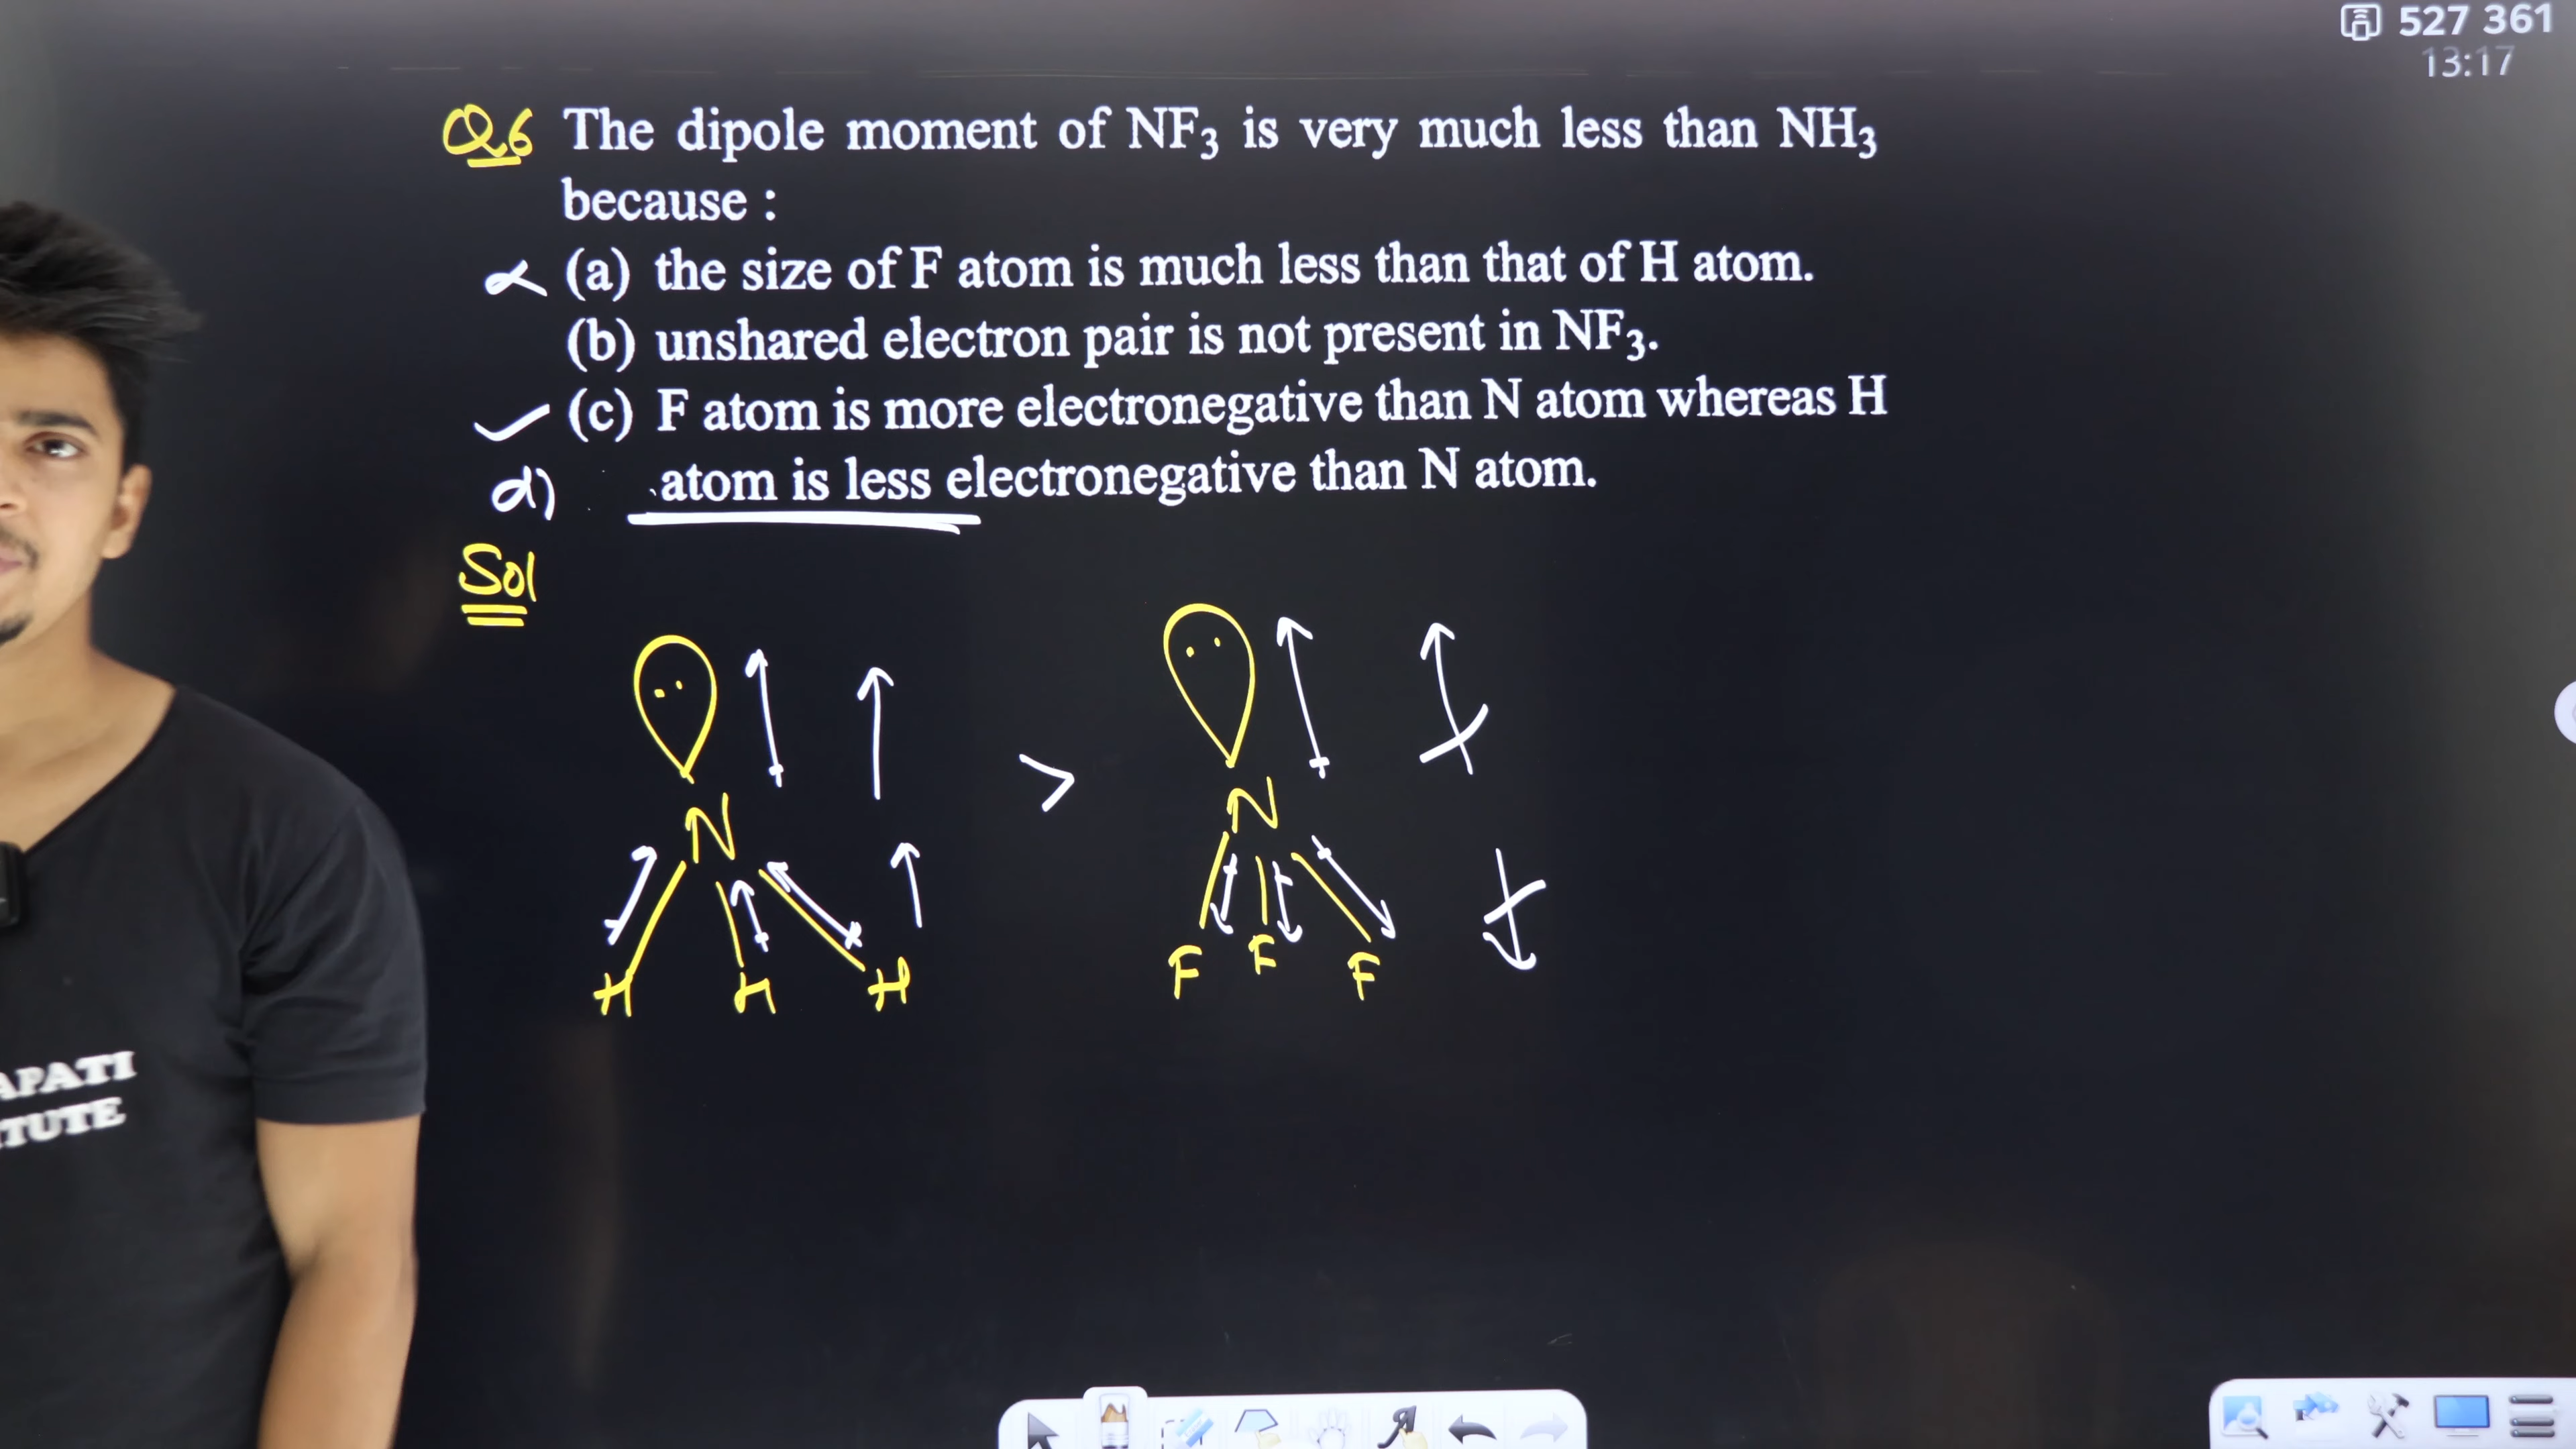 527 361
13:17
Q6 The dipole moment of NF₃ is very much less than NH₃
because :
(a) the size of F atom is much less than that of H atom.
(b) unshared electron pair is not present in NF₃.
(c) F atom is more electronegative than N atom whereas H
d) atom is less electronegative than N atom.
Sol
N > N
H H H F F F
APATI
ITUTE